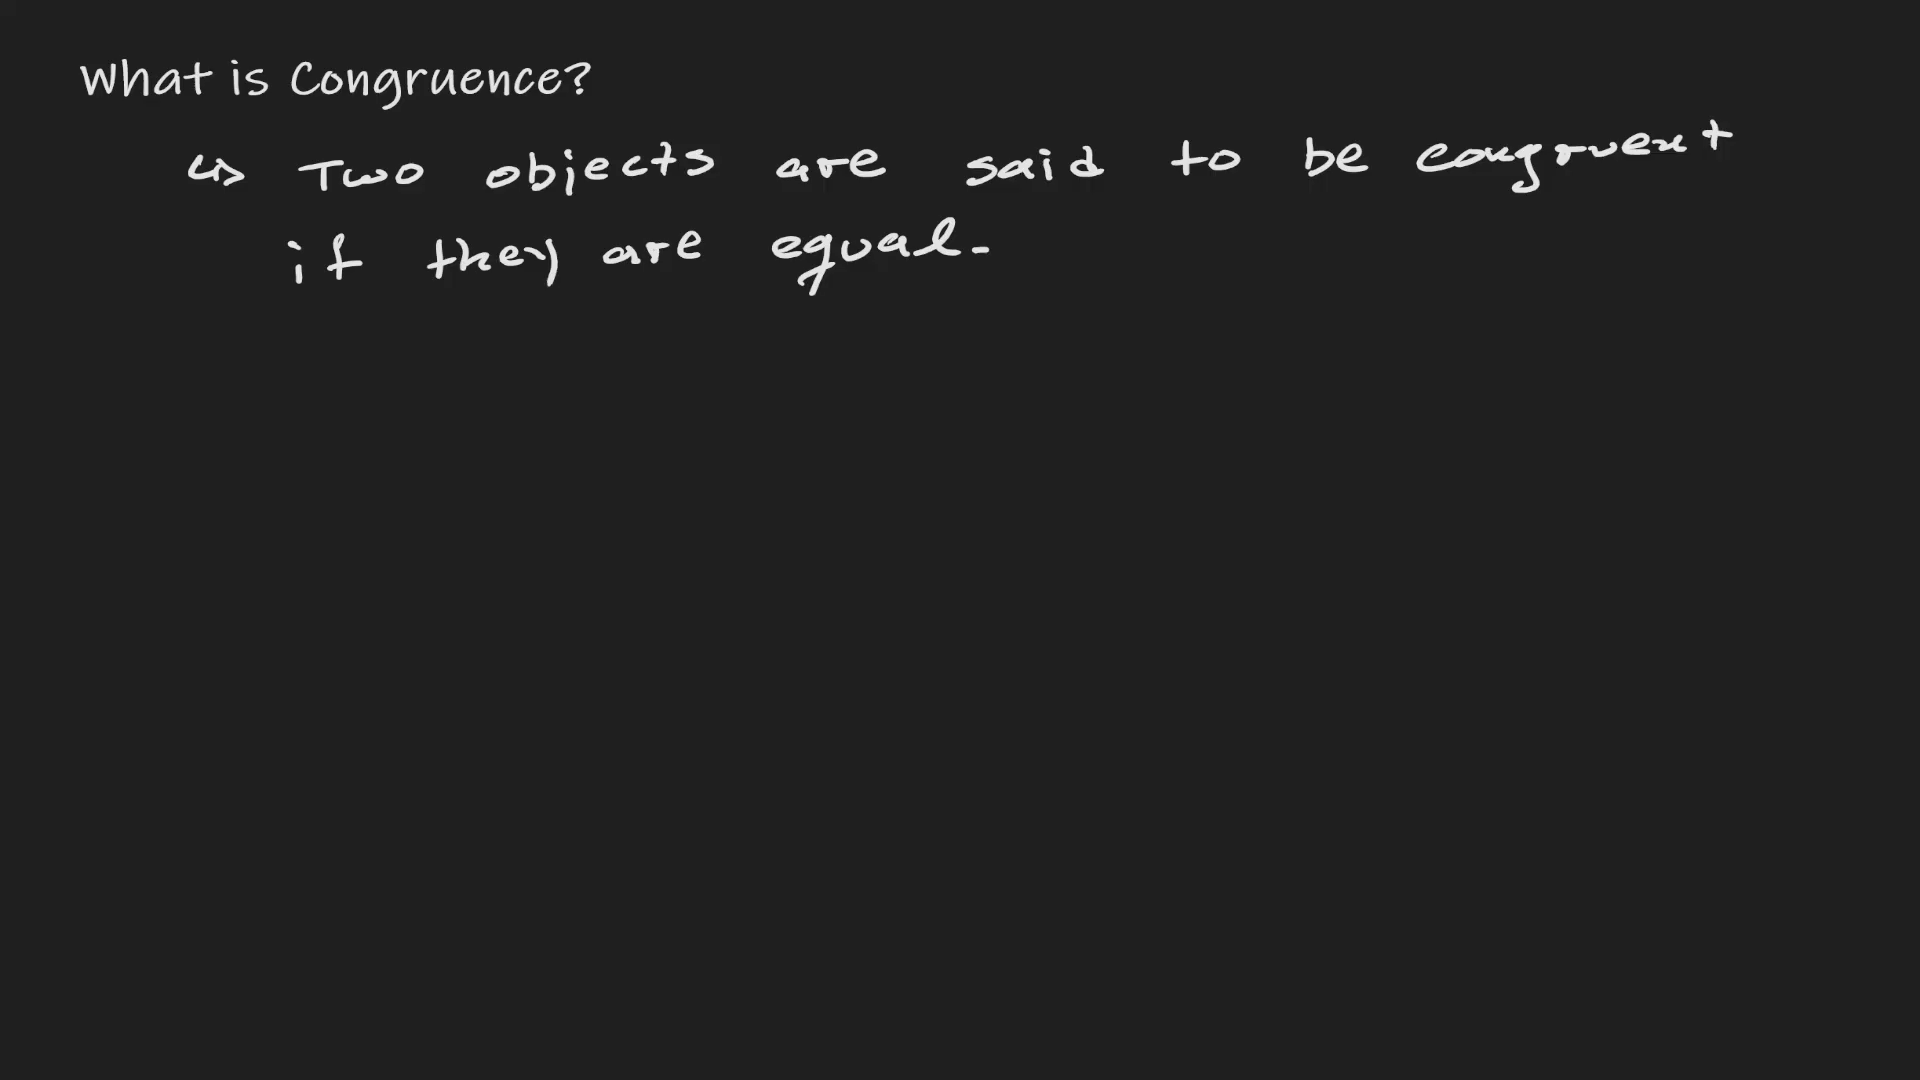 What is Congruence?
↳ Two objects are said to be congruent
if they are equal.